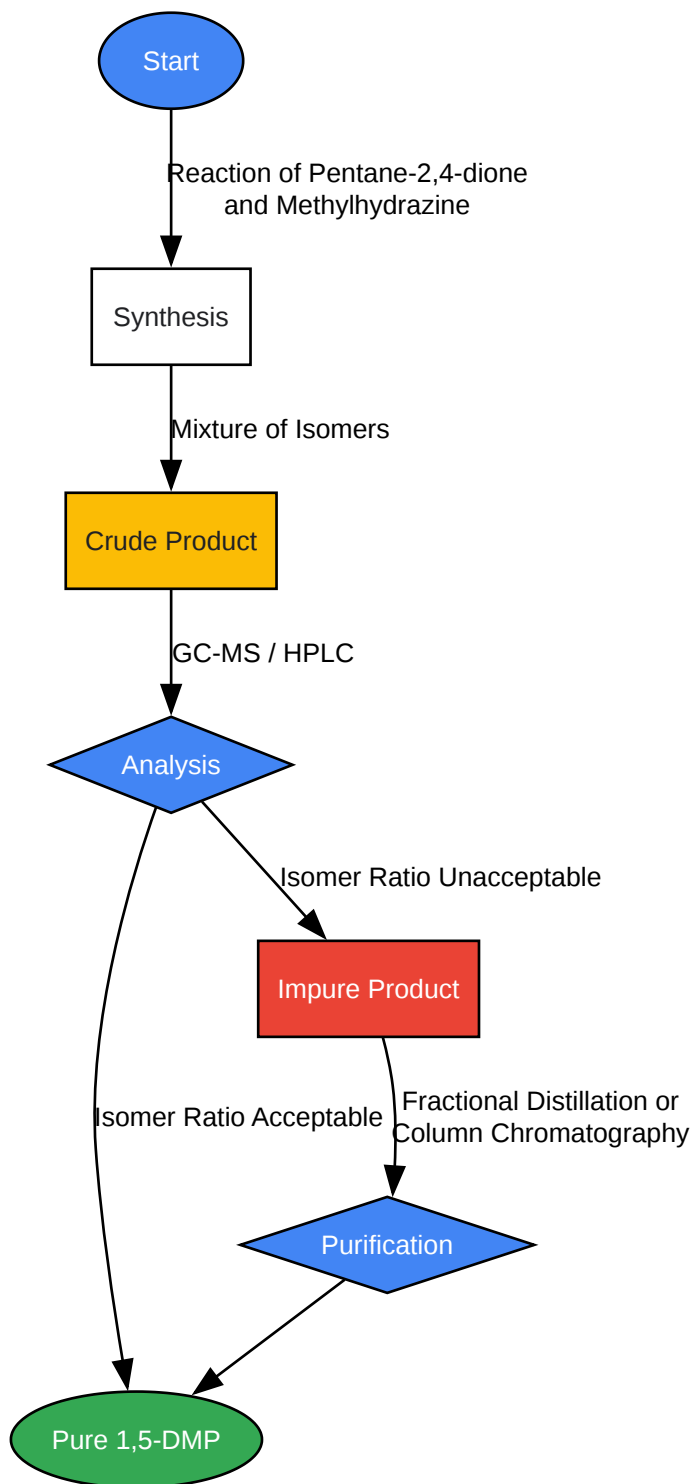 Start
Reaction of Pentane-2,4-dione
and Methylhydrazine
Synthesis
Mixture of Isomers
Crude Product
GC-MS / HPLC
Analysis
Isomer Ratio Unacceptable
Impure Product
Isomer Ratio Acceptable
Fractional Distillation or
Column Chromatography
Purification
Pure 1,5-DMP